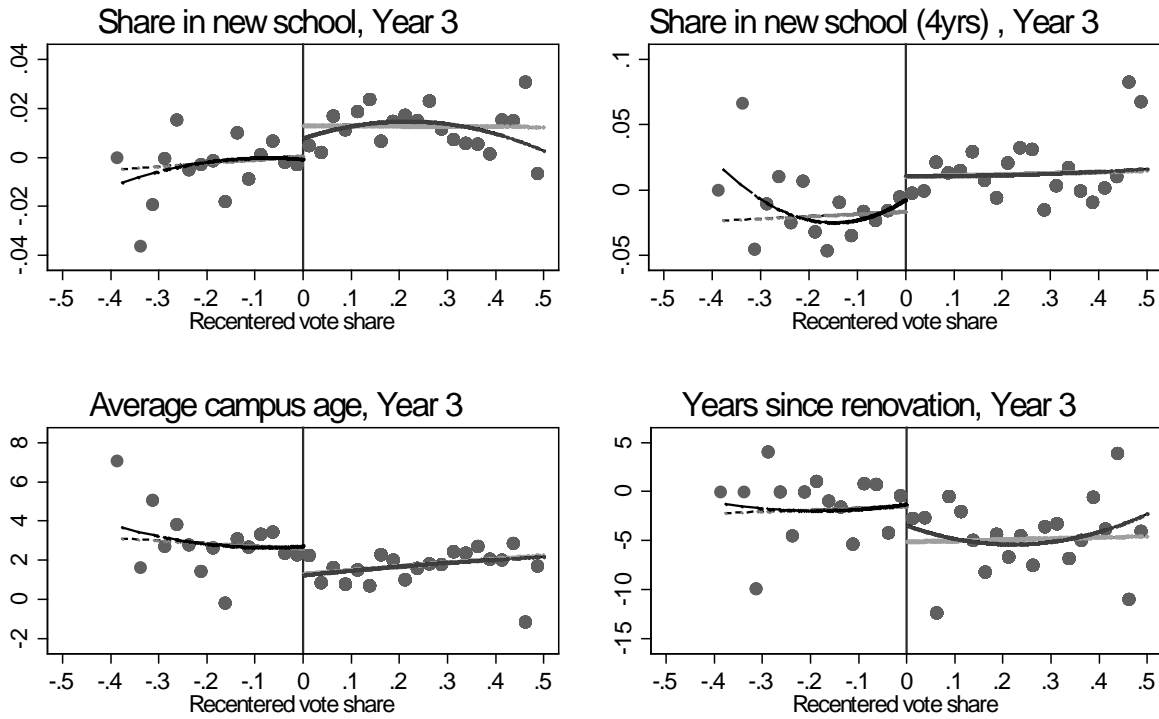 Share in new school, Year 3
.04
.02
0
-.02
-.04
-.5 -.4 -.3 -.2 -.1 0 .1 .2 .3 .4 .5
Recentered vote share
Share in new school (4yrs) , Year 3
.1
.05
0
-.05
-.5 -.4 -.3 -.2 -.1 0 .1 .2 .3 .4 .5
Recentered vote share
Average campus age, Year 3
8
6
4
2
0
-2
-.5 -.4 -.3 -.2 -.1 0 .1 .2 .3 .4 .5
Recentered vote share
Years since renovation, Year 3
5
0
-5
-10
-15
-.5 -.4 -.3 -.2 -.1 0 .1 .2 .3 .4 .5
Recentered vote share